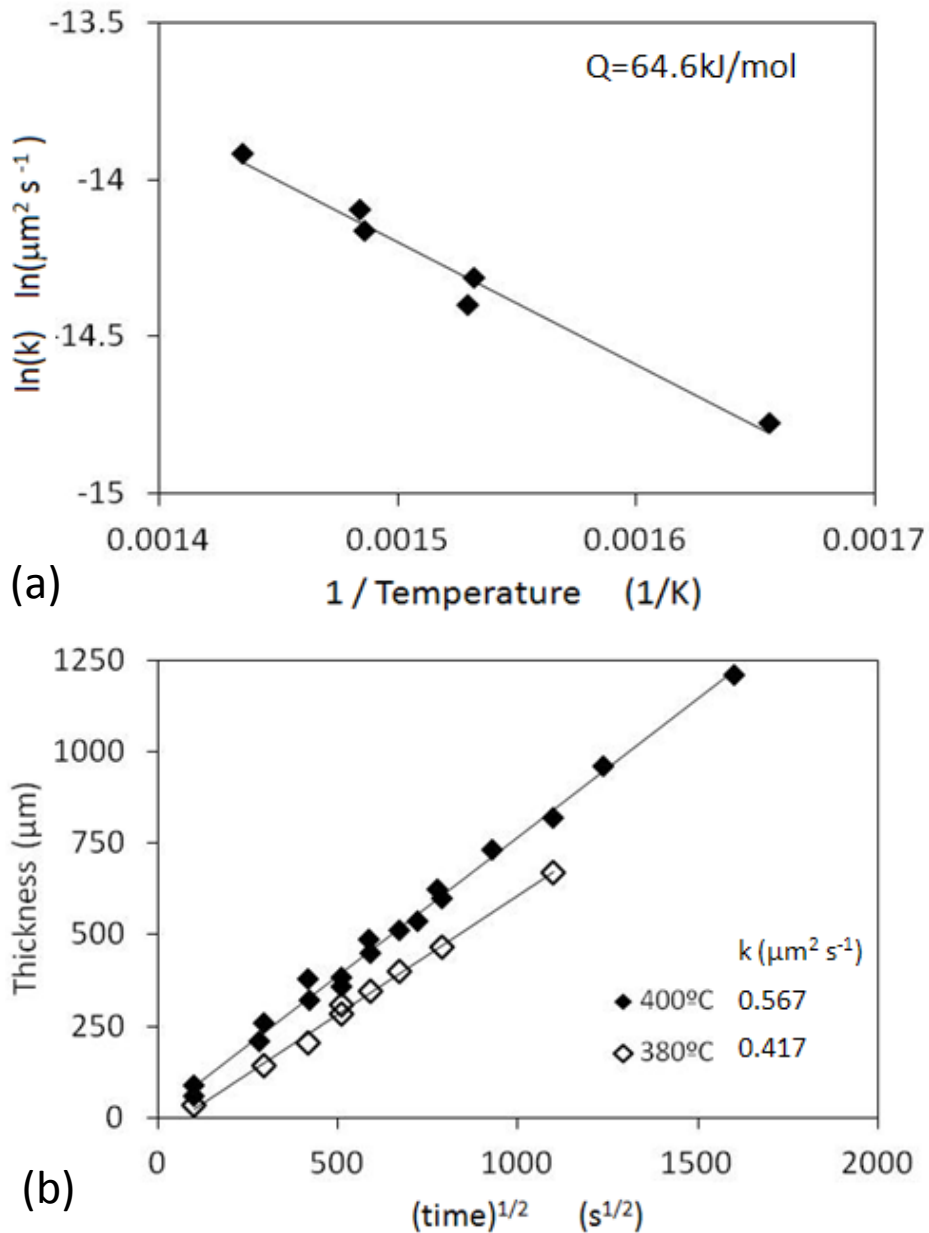 -13.5
Q=64.6kJ/mol
-14
-14.5
-15
ln(k) ln(μm² s⁻¹)
0.0014 0.0015 0.0016 0.0017
(a)
1 / Temperature (1/K)
1250
1000
750
500
250
0
Thickness (μm)
k (μm² s⁻¹)
400ºC 0.567
380ºC 0.417
0 500 1000 1500 2000
(b)
(time)¹/² (s¹/²)